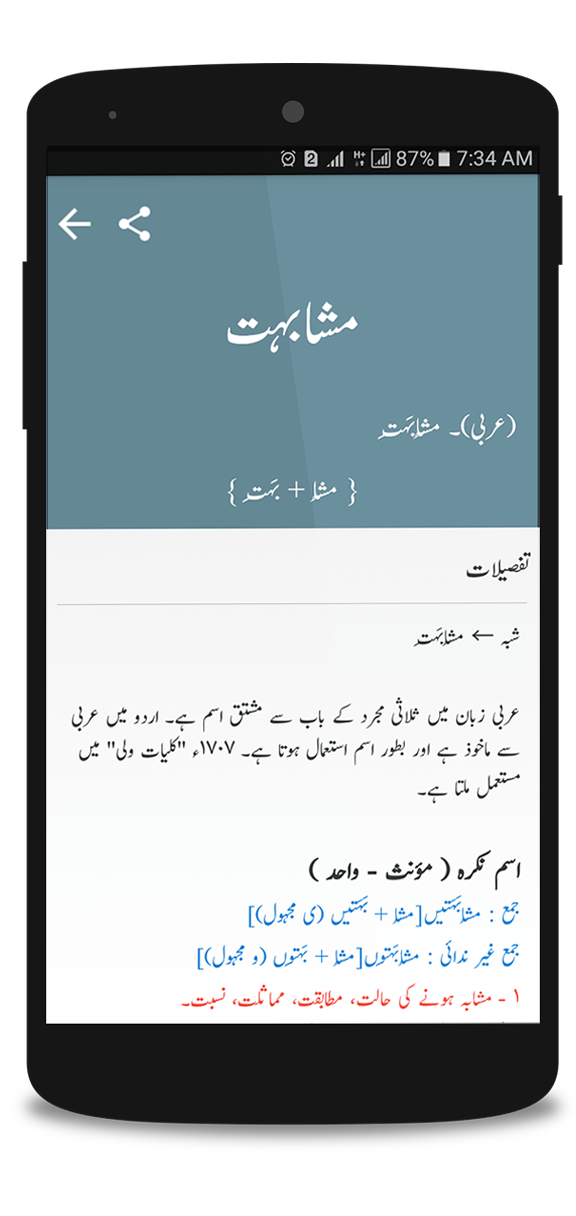 2 H+ 87% 7:34 AM
مشابہت
(عربی)۔ مشابَہَت
{ مشا + بَہَت }
تفصیلات
شبہ ← مشابَہَت
عربی زبان میں ثلاثی مجرد کے باب سے مشتق اسم ہے۔ اردو میں عربی
سے ماخوذ ہے اور بطور اسم استعمال ہوتا ہے۔ ۱۷۰۷ء "کلیات ولی" میں
مستعمل ملتا ہے۔
اسم نکرہ ( مؤنث - واحد )
جمع : مشابَہَتیں[مشا + بَہَتیں (ی مجہول)]
جمع غیر ندائی : مشابَہَتوں[مشا + بَہَتوں (و مجہول)]
۱ - مشابہ ہونے کی حالت، مطابقت، مماثلت، نسبت۔